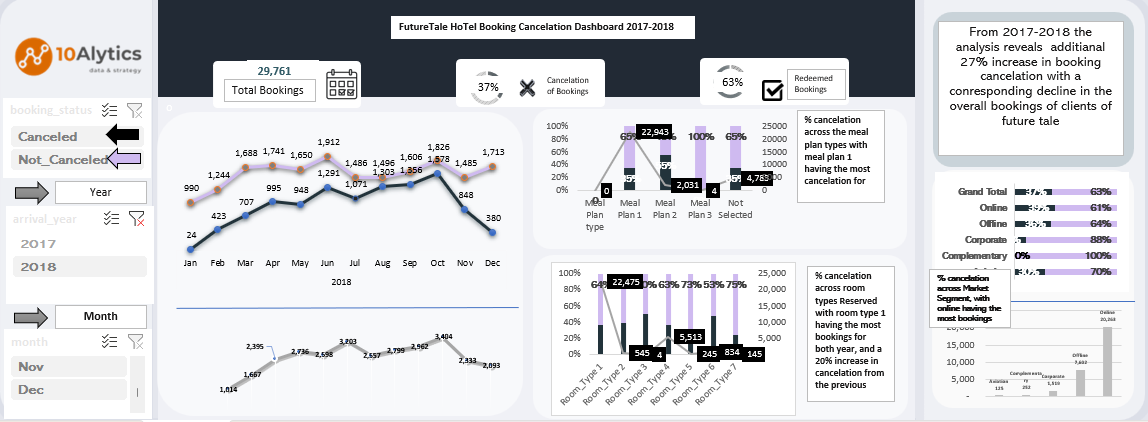 FutureTale HoTel Booking Cancelation Dashboard 2017-2018
10Alytics
data & strategy
29,761
Total Bookings
37%
Cancelation
of Bookings
63%
Redeemed
Bookings
From 2017-2018 the
analysis reveals additianal
27% increase in booking
cancelation with a
conresponding decline in the
overall bookings of clients of
future tale
booking_status
Canceled
Not_Canceled
Year
arrival_year
2017
2018
Month
month
Nov
Dec
990
1,244
1,688
1,741
1,650
1,912
1,486
1,496
1,606
1,826
1,485
1,713
24
423
707
995
948
1,291
1,071
1,303
1,356
1,578
848
380
Jan Feb Mar Apr May Jun Jul Aug Sep Oct Nov Dec
2018
1,614
1,667
2,395
2,736
2,598
3,203
2,557
2,799
2,962
3,404
2,333
2,093
100%
80%
60%
40%
20%
0%
25000
20000
15000
10000
5000
0
65%
22,943
100%
65%
0
2,031
4
Meal
Plan
type
Meal
Plan 1
Meal
Plan 2
Meal
Plan 3
Not
Selected
% cancelation
across the meal
plan types with
meal plan 1
having the most
cancelation for
100%
80%
60%
40%
20%
0%
25,000
20,000
15,000
10,000
5,000
22,475
63% 73% 53% 75%
5,513
545
4
245
834
145
Room_Type 1
Room_Type 2
Room_Type 3
Room_Type 4
Room_Type 5
Room_Type 6
Room_Type 7
% cancelation
across room
types Reserved
with room type 1
having the most
bookings for
both year, and a
20% increase in
cancelation from
the previous
Grand Total 37% 63%
Online 39% 61%
Offline 36% 64%
Corporate 88%
Complementary 0% 100%
30% 70%
% cancelation
across Market
Segment, with
online having the
most bookings
20,000
15,000
10,000
5,000
Aviation
125
252
Corporate
1,510
Offline
7,602
Online
20,263